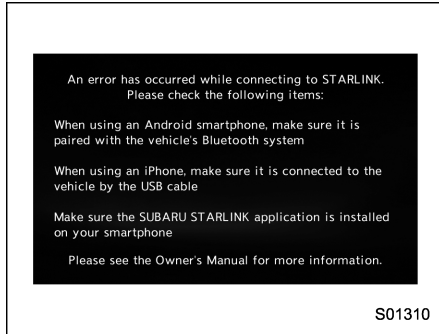 An error has occurred while connecting to STARLINK.
Please check the following items:
When using an Android smartphone, make sure it is
paired with the vehicle's Bluetooth system
When using an iPhone, make sure it is connected to the
vehicle by the USB cable
Make sure the SUBARU STARLINK application is installed
on your smartphone
Please see the Owner's Manual for more information.
S01310